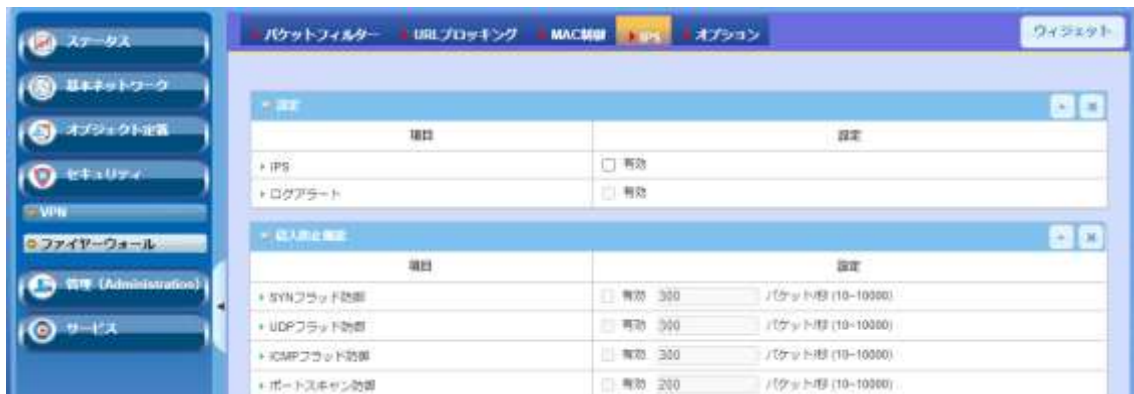 ステータス
基本ネットワーク
オブジェクト定義
セキュリティ
VPN
ファイヤーウォール
管理 (Administration)
サービス
パケットフィルター URLブロッキング MAC制御 IPS オプション
ウィジェット
設定
項目 設定
IPS 有効
ログアラート 有効
侵入防止機能
項目 設定
SYNフラッド防御 有効 300 パケット/秒 (10~10000)
UDPフラッド防御 有効 300 パケット/秒 (10~10000)
ICMPフラッド防御 有効 300 パケット/秒 (10~10000)
ポートスキャン防御 有効 200 パケット/秒 (10~10000)